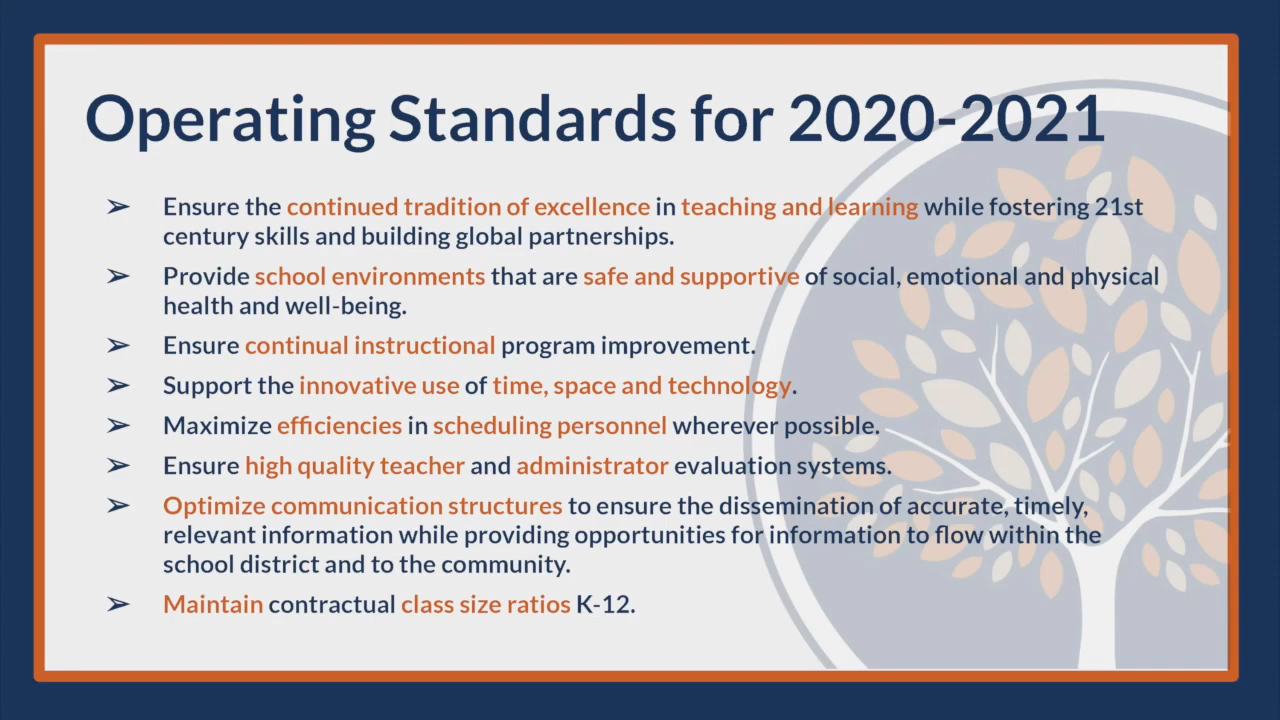 Operating Standards for 2020-2021
➢ Ensure the continued tradition of excellence in teaching and learning while fostering 21st
century skills and building global partnerships.
➢ Provide school environments that are safe and supportive of social, emotional and physical
health and well-being.
➢ Ensure continual instructional program improvement.
➢ Support the innovative use of time, space and technology.
➢ Maximize efficiencies in scheduling personnel wherever possible.
➢ Ensure high quality teacher and administrator evaluation systems.
➢ Optimize communication structures to ensure the dissemination of accurate, timely,
relevant information while providing opportunities for information to flow within the
school district and to the community.
➢ Maintain contractual class size ratios K-12.